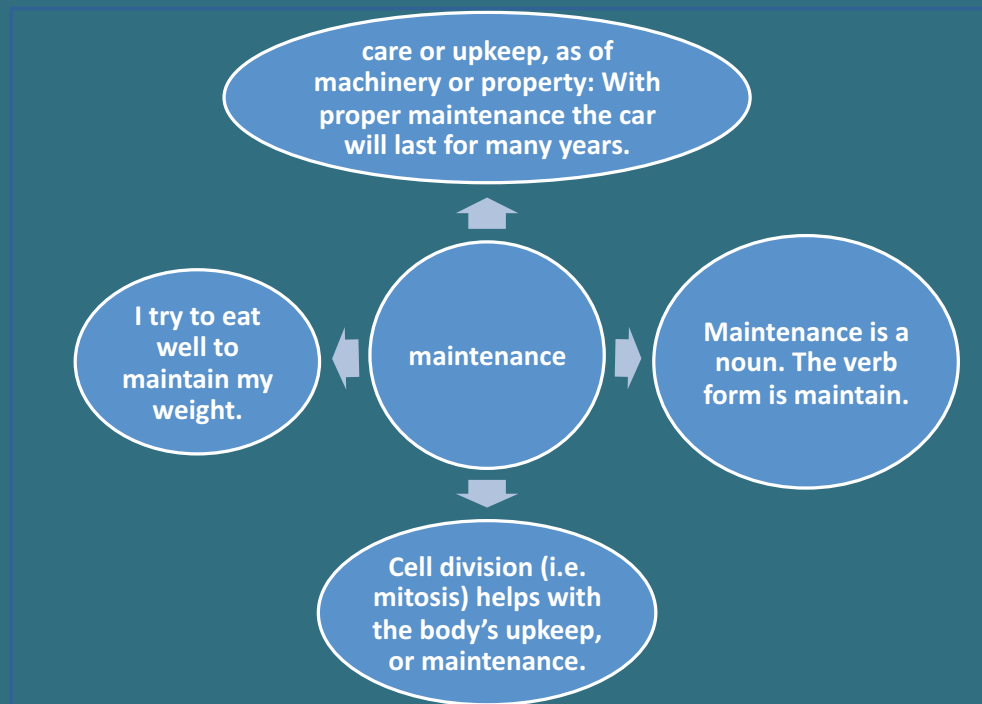 care or upkeep, as of
machinery or property: With
proper maintenance the car
will last for many years.
I try to eat
well to
maintain my
weight.
maintenance
Maintenance is a
noun. The verb
form is maintain.
Cell division (i.e.
mitosis) helps with
the body's upkeep,
or maintenance.